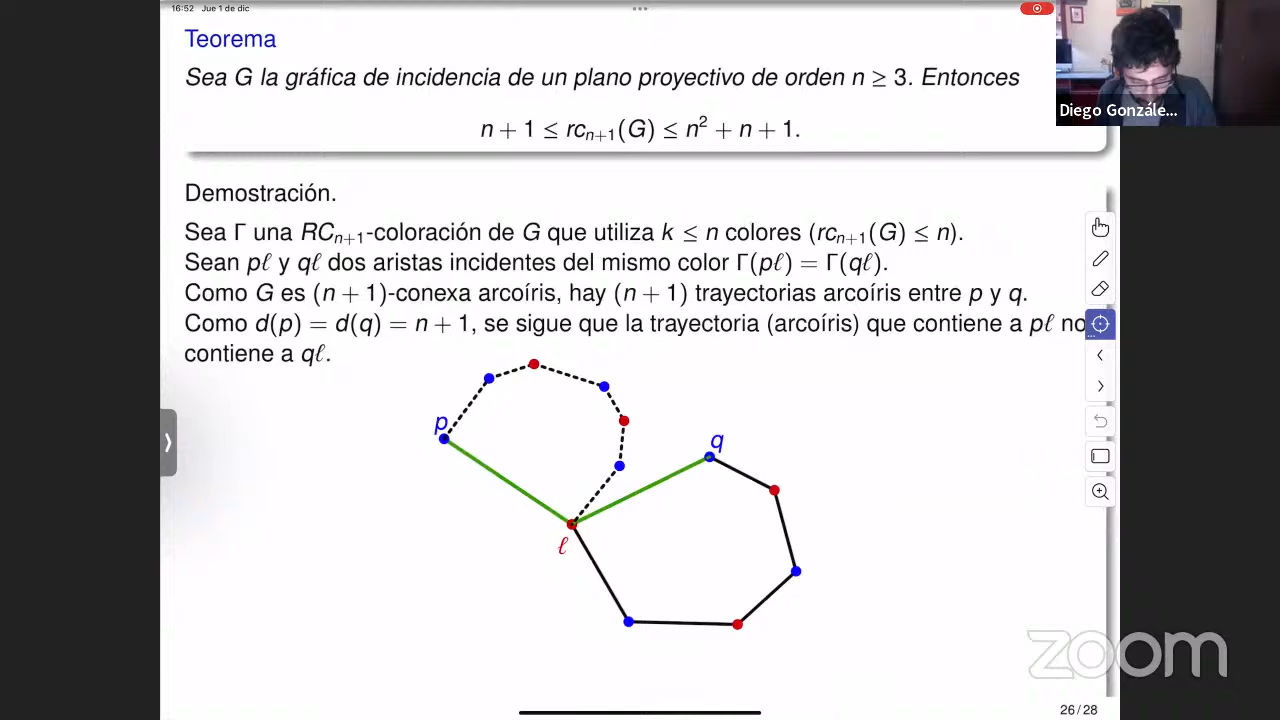 16:52 Jue 1 de dic
Teorema
Sea G la gráfica de incidencia de un plano proyectivo de orden n ≥ 3. Entonces
n + 1 ≤ rcₙ₊₁(G) ≤ n² + n + 1.
Diego Gonzále...
Demostración.
Sea Γ una RCₙ₊₁-coloración de G que utiliza k ≤ n colores (rcₙ₊₁(G) ≤ n).
Sean pℓ y qℓ dos aristas incidentes del mismo color Γ(pℓ) = Γ(qℓ).
Como G es (n + 1)-conexa arcoíris, hay (n + 1) trayectorias arcoíris entre p y q.
Como d(p) = d(q) = n + 1, se sigue que la trayectoria (arcoíris) que contiene a pℓ no
contiene a qℓ.
p
q
ℓ
zoom
26 / 28